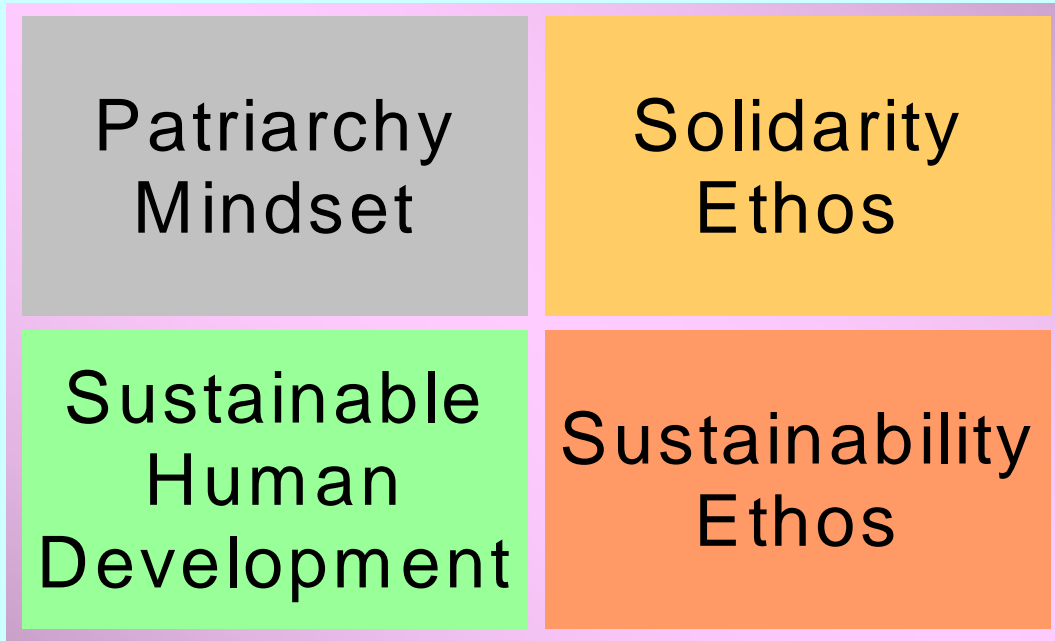 Patriarchy
Mindset
Solidarity
Ethos
Sustainable
Human
Development
Sustainability
Ethos